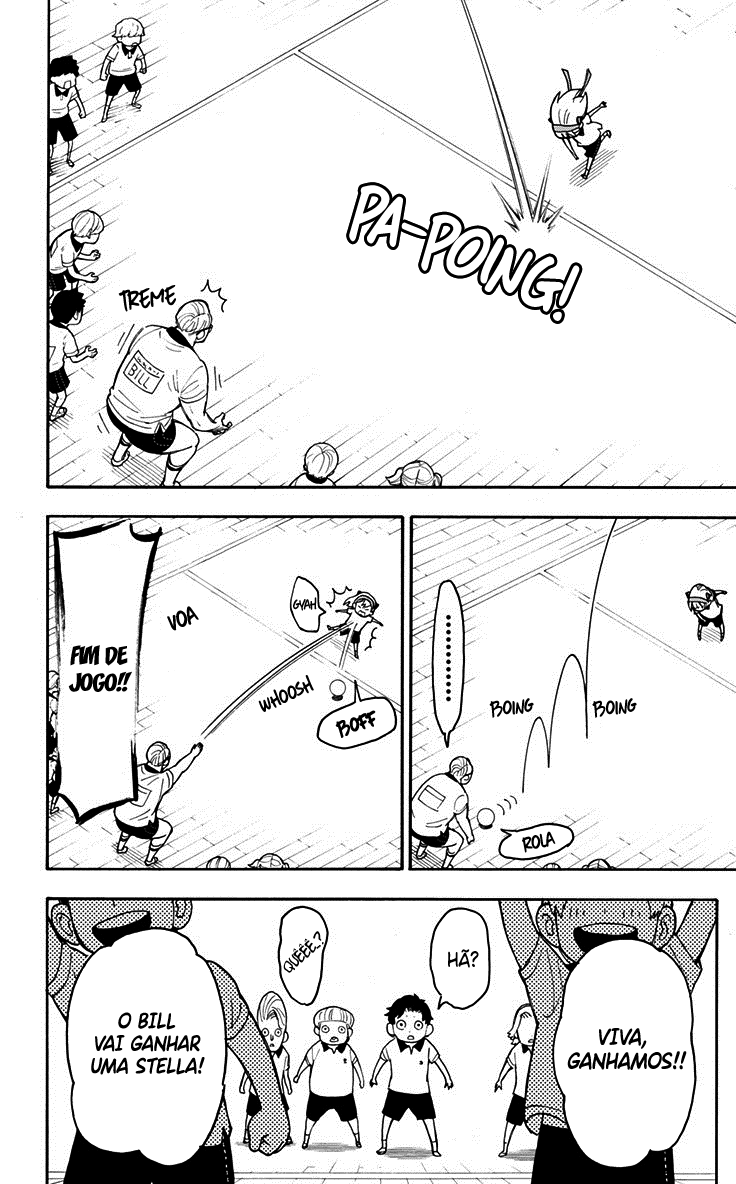 PA-POING!
TREME
BILL
.........
BOING
BOING
ROLA
GYAH
VOA
WHOOSH
BOFF
FIM DE
JOGO!!
VIVA,
GANHAMOS!!
HÃ?
QUÊÊÊ..?
O BILL
VAI GANHAR
UMA STELLA!